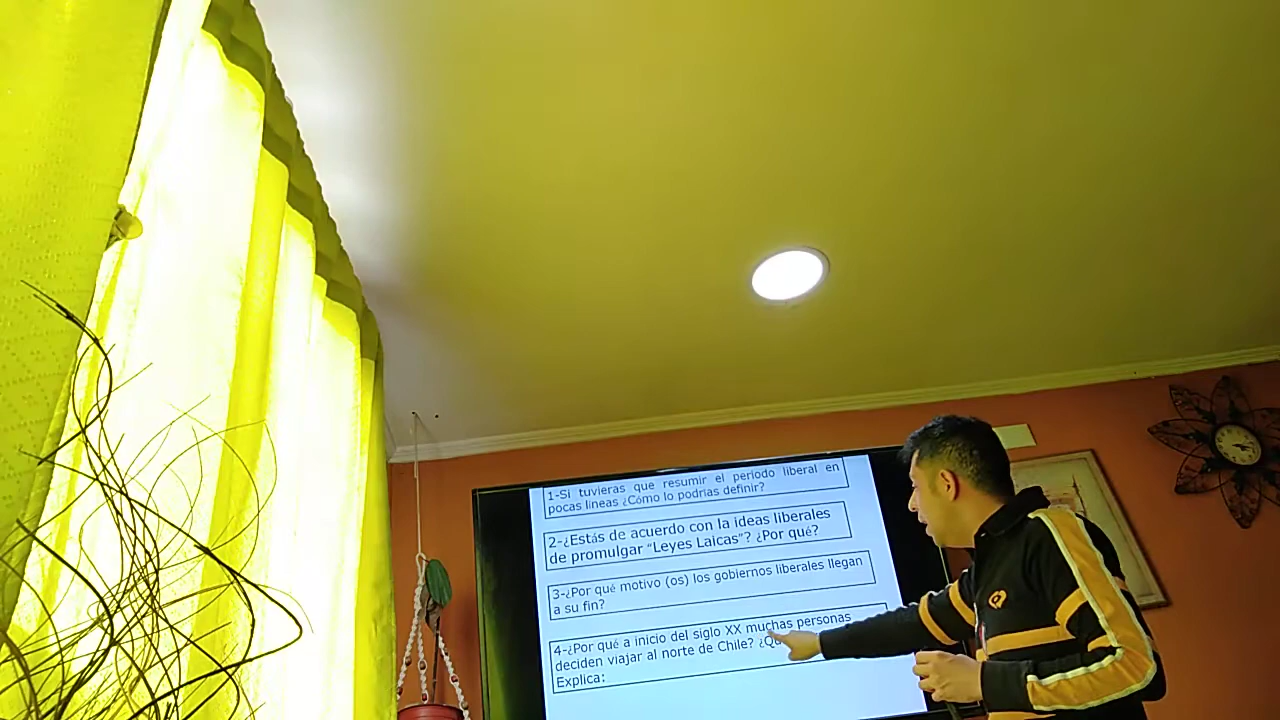 1-Si tuvieras que resumir el periodo liberal en
pocas lineas ¿Cómo lo podrias definir?
2-¿Estás de acuerdo con la ideas liberales
de promulgar "Leyes Laicas"? ¿Por qué?
3-¿Por qué motivo (os) los gobiernos liberales llegan
a su fin?
4-¿Por qué a inicio del siglo XX muchas personas
deciden viajar al norte de Chile?
Explica: